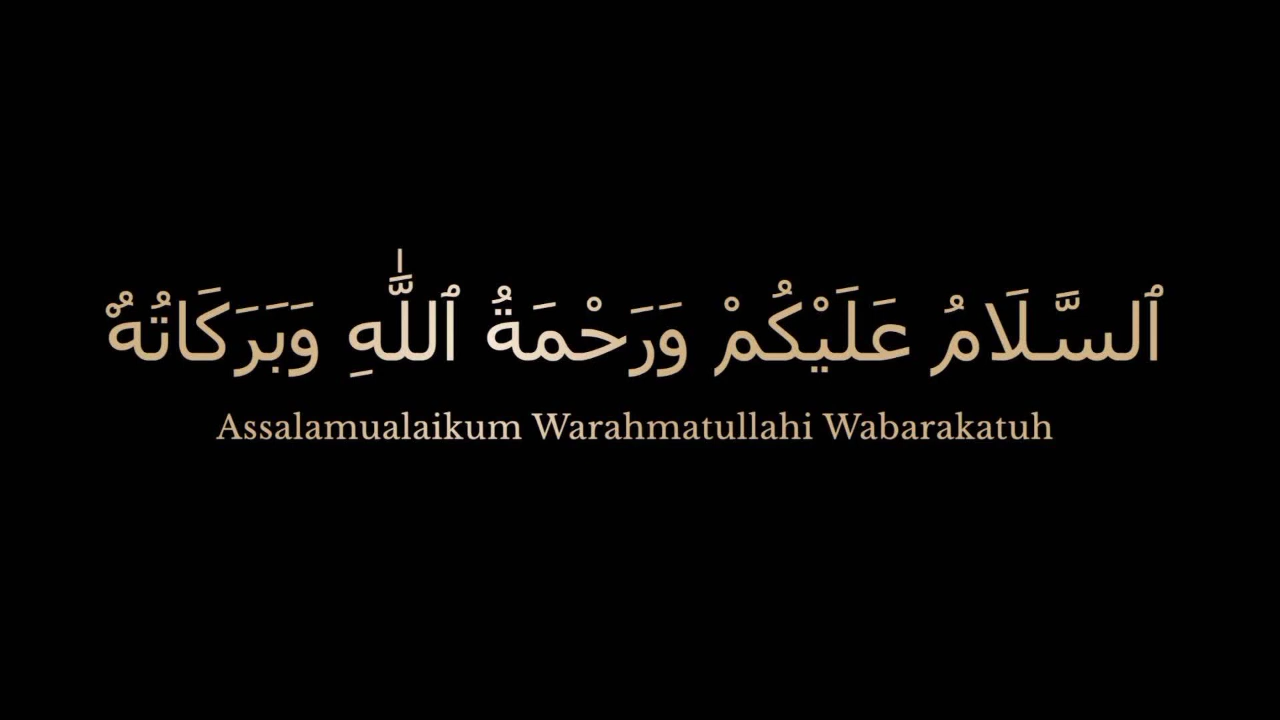 ٱلسَّلَامُ عَلَيْكُمْ وَرَحْمَةُ ٱللَّٰهِ وَبَرَكَاتُهُ
Assalamualaikum Warahmatullahi Wabarakatuh